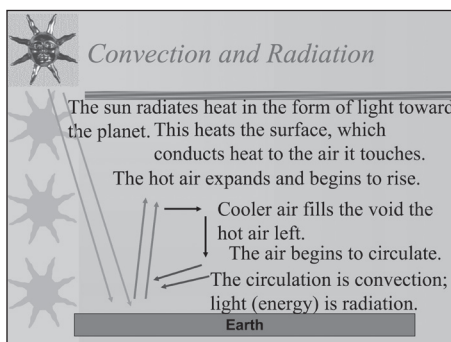 Convection and Radiation
The sun radiates heat in the form of light toward
the planet. This heats the surface, which
conducts heat to the air it touches.
The hot air expands and begins to rise.
Cooler air fills the void the
hot air left.
The air begins to circulate.
The circulation is convection;
light (energy) is radiation.
Earth